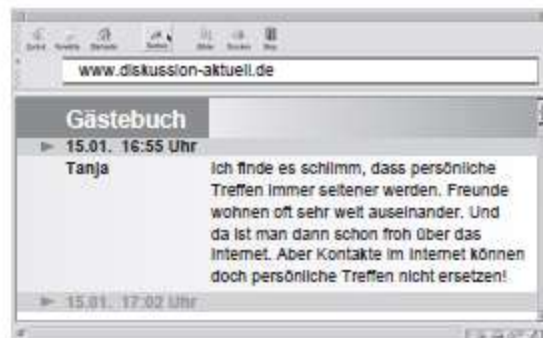 www.diskussion-aktuell.de
Gästebuch
15.01. 16:55 Uhr
Tanja
Ich finde es schlimm, dass persönliche
Treffen immer seltener werden. Freunde
wohnen oft sehr weit auseinander. Und
da ist man dann schon froh über das
Internet. Aber Kontakte im Internet können
doch persönliche Treffen nicht ersetzen!
15.01. 17:02 Uhr